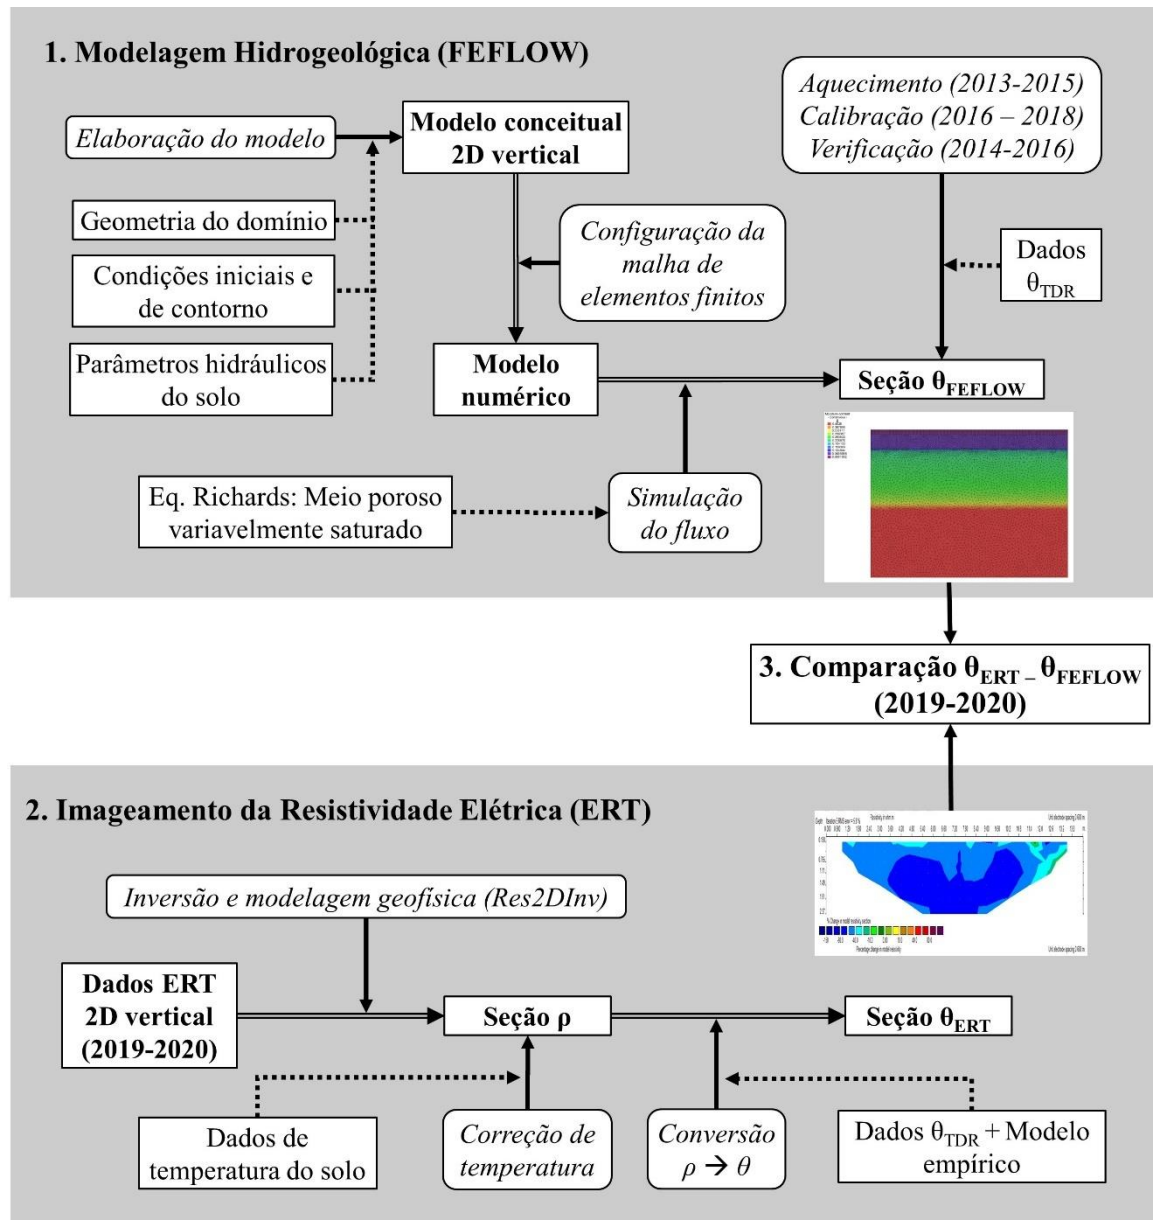 1. Modelagem Hidrogeológica (FEFLOW)
Elaboração do modelo
Modelo conceitual
2D vertical
Aquecimento (2013-2015)
Calibração (2016 – 2018)
Verificação (2014-2016)
Geometria do domínio
Condições iniciais e
de contorno
Parâmetros hidráulicos
do solo
Configuração da
malha de
elementos finitos
Dados
θTDR
Modelo
numérico
Seção θFEFLOW
Eq. Richards: Meio poroso
variavelmente saturado
Simulação
do fluxo
3. Comparação θERT – θFEFLOW
(2019-2020)
2. Imageamento da Resistividade Elétrica (ERT)
Inversão e modelagem geofísica (Res2DInv)
Dados ERT
2D vertical
(2019-2020)
Seção ρ
Seção θERT
Dados de
temperatura do solo
Correção de
temperatura
Conversão
ρ → θ
Dados θTDR + Modelo
empírico